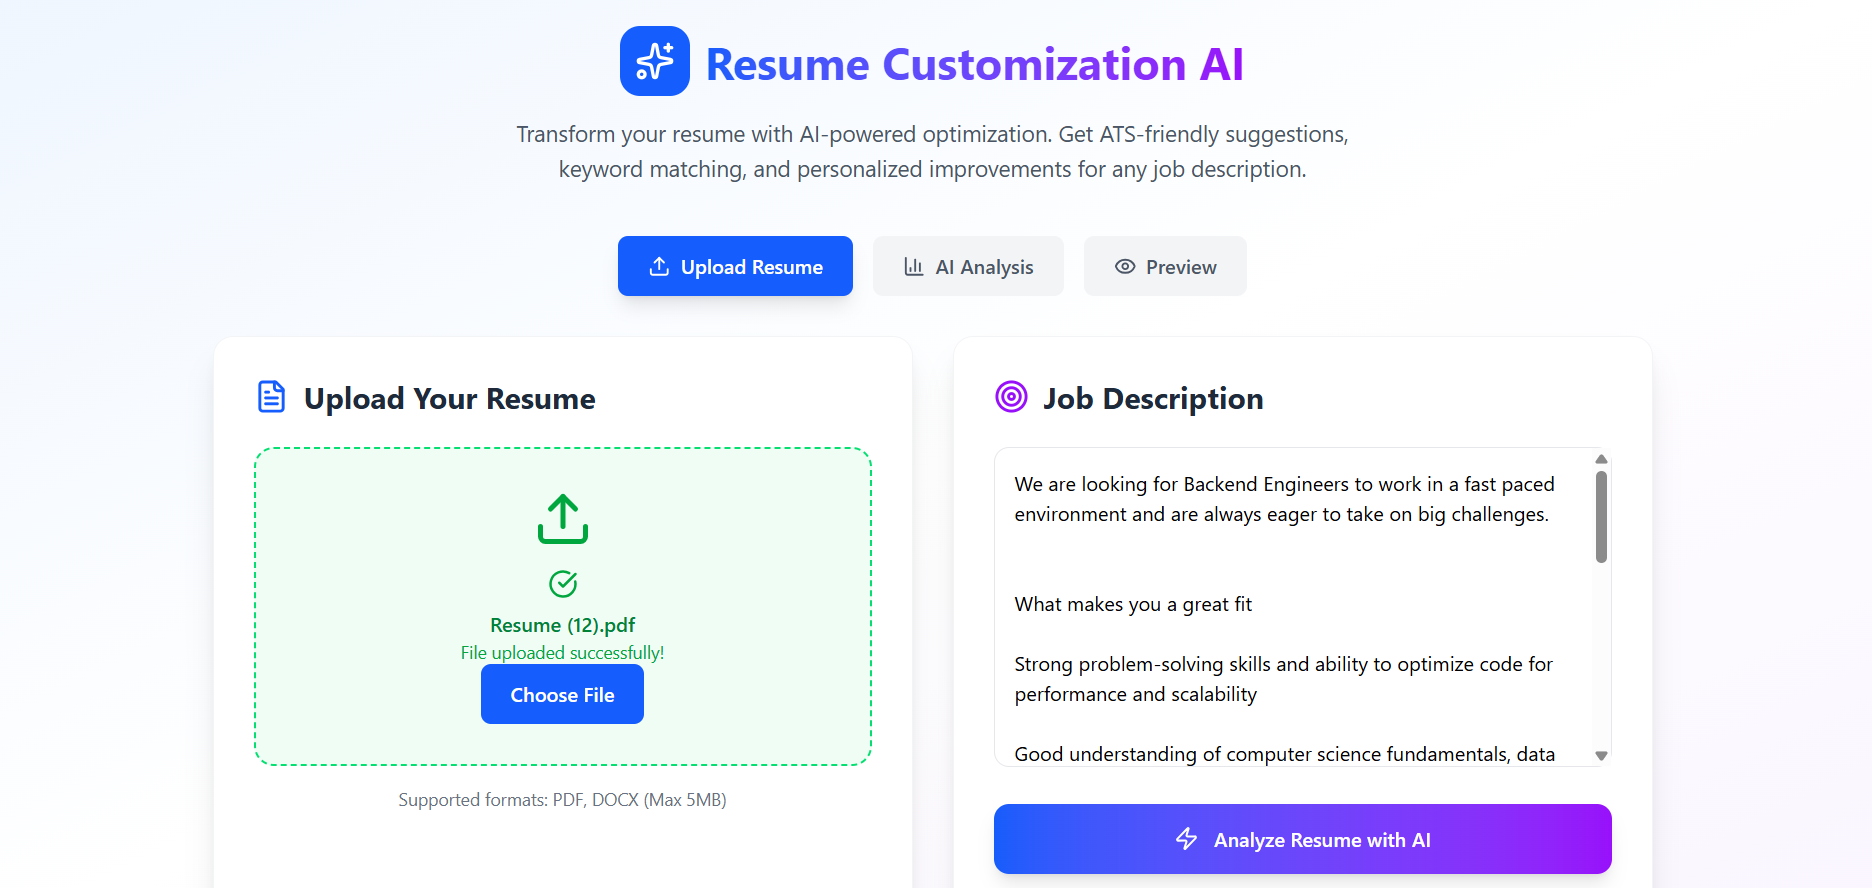 Resume Customization AI
Transform your resume with AI-powered optimization. Get ATS-friendly suggestions,
keyword matching, and personalized improvements for any job description.
Upload Resume
AI Analysis
Preview
Upload Your Resume
Resume (12).pdf
File uploaded successfully!
Choose File
Supported formats: PDF, DOCX (Max 5MB)
Job Description
We are looking for Backend Engineers to work in a fast paced
environment and are always eager to take on big challenges.
What makes you a great fit
Strong problem-solving skills and ability to optimize code for
performance and scalability
Good understanding of computer science fundamentals, data
Analyze Resume with AI